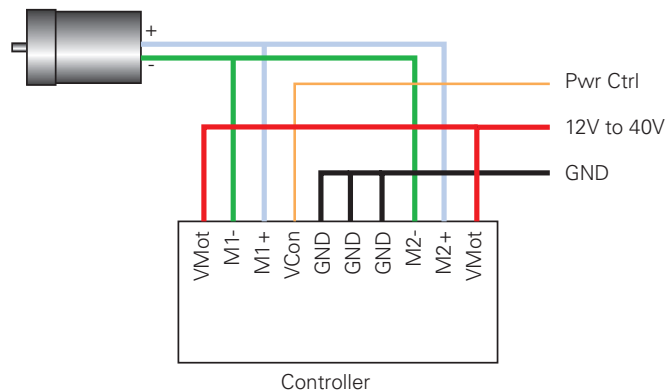 +
-
Pwr Ctrl
12V to 40V
GND
VMot
M1-
M1+
VCon
GND
GND
GND
M2-
M2+
VMot
Controller